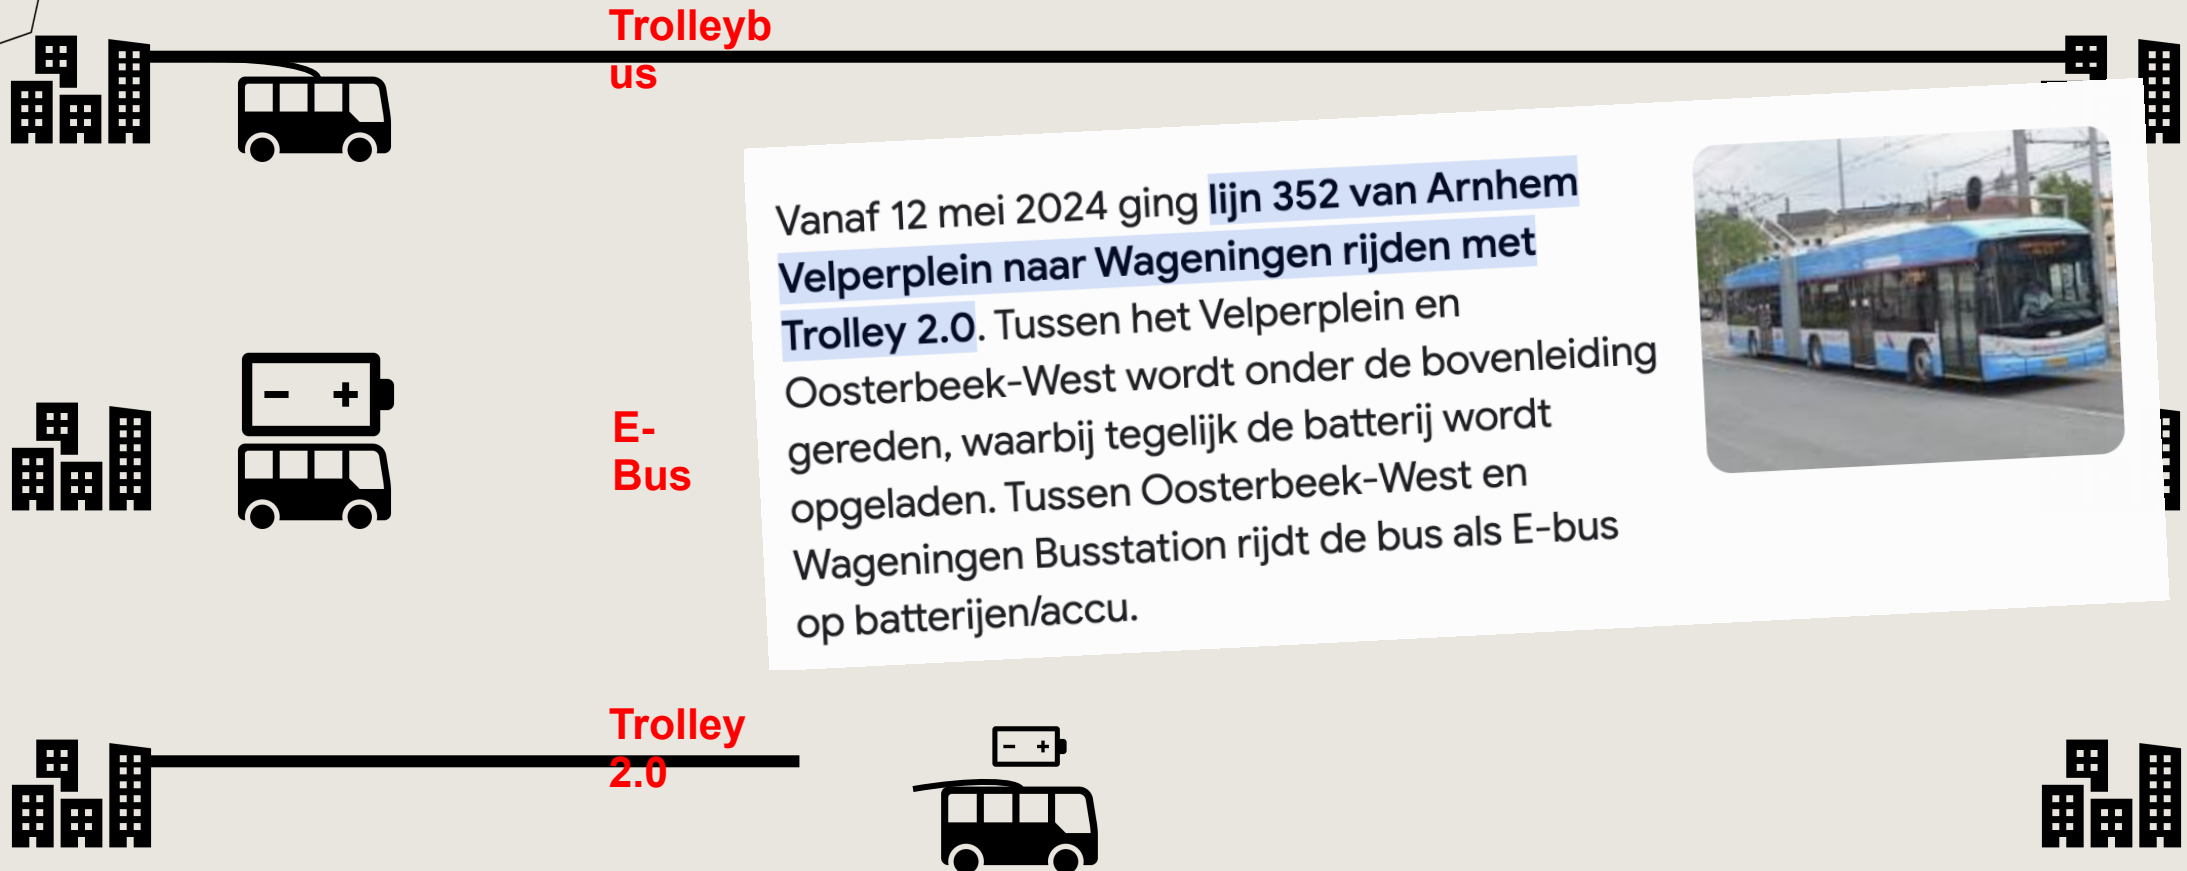 Trolleyb
us
Vanaf 12 mei 2024 ging lijn 352 van Arnhem
Velperplein naar Wageningen rijden met
Trolley 2.0. Tussen het Velperplein en
Oosterbeek-West wordt onder de bovenleiding
gereden, waarbij tegelijk de batterij wordt
opgeladen. Tussen Oosterbeek-West en
Wageningen Busstation rijdt de bus als E-bus
op batterijen/accu.
E-
Bus
Trolley
2.0